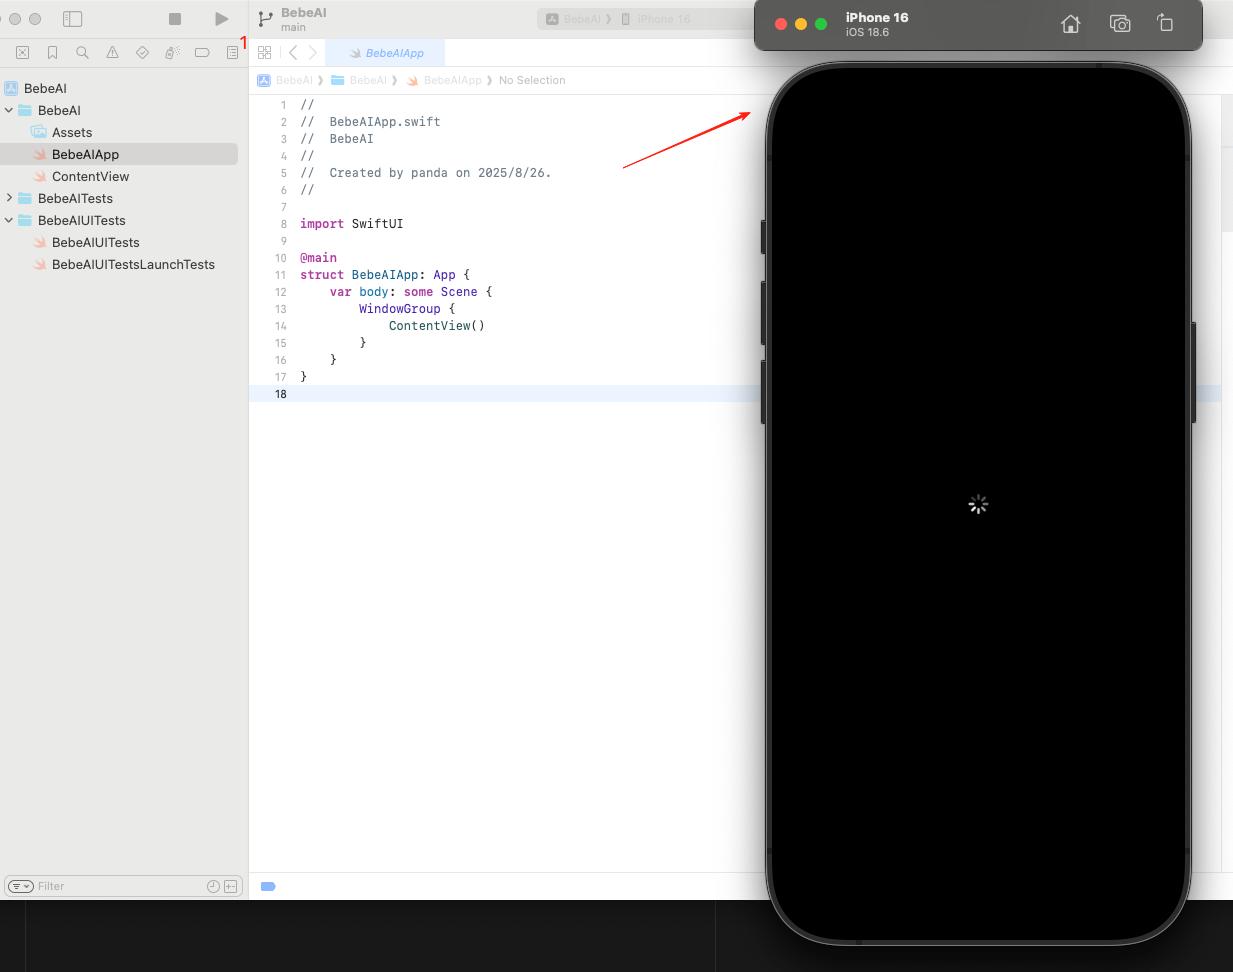 BebeAI
main
BebeAI
iPhone 16
iPhone 16
iOS 18.6
1
BebeAIApp
BebeAI
BebeAI
BebeAIApp
No Selection
BebeAI
BebeAI
Assets
BebeAIApp
ContentView
BebeAITests
BebeAIUITests
BebeAIUITests
BebeAIUITestsLaunchTests
1 //
2 //  BebeAIApp.swift
3 //  BebeAI
4 //
5 //  Created by panda on 2025/8/26.
6 //
7
8 import SwiftUI
9
10 @main
11 struct BebeAIApp: App {
12     var body: some Scene {
13         WindowGroup {
14             ContentView()
15         }
16     }
17 }
18
Filter